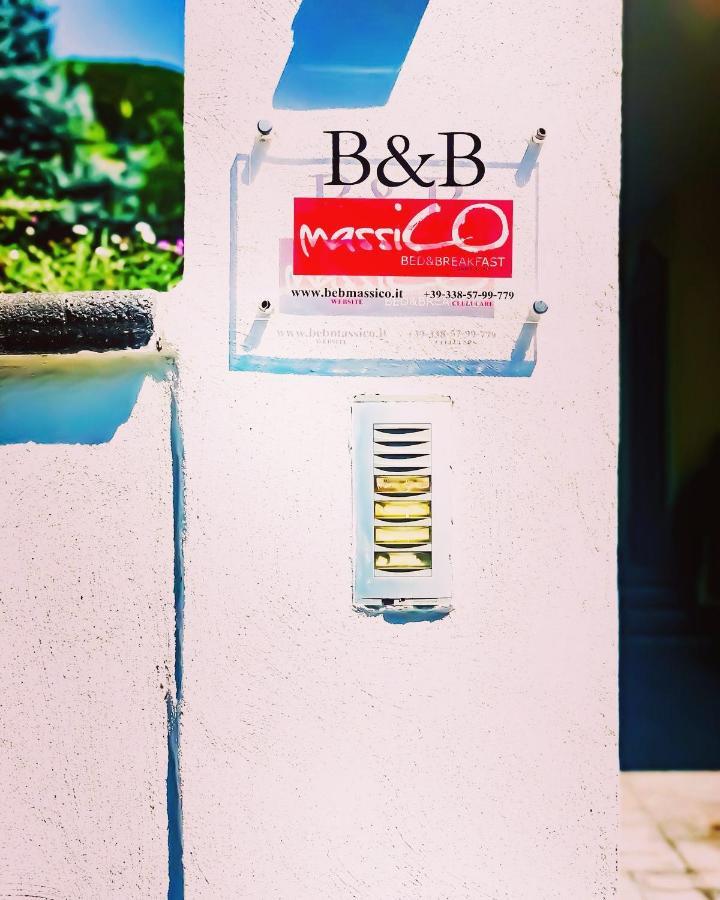 B&B
massiCO
BED&BREAKFAST
www.bebmassico.it +39-338-57-99-779
WEBSITE CELLULARE